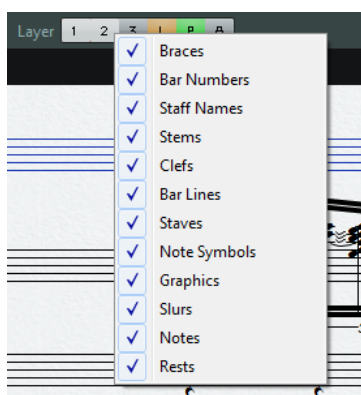 Layer 1 2 3 L P A
Braces
Bar Numbers
Staff Names
Stems
Clefs
Bar Lines
Staves
Note Symbols
Graphics
Slurs
Notes
Rests